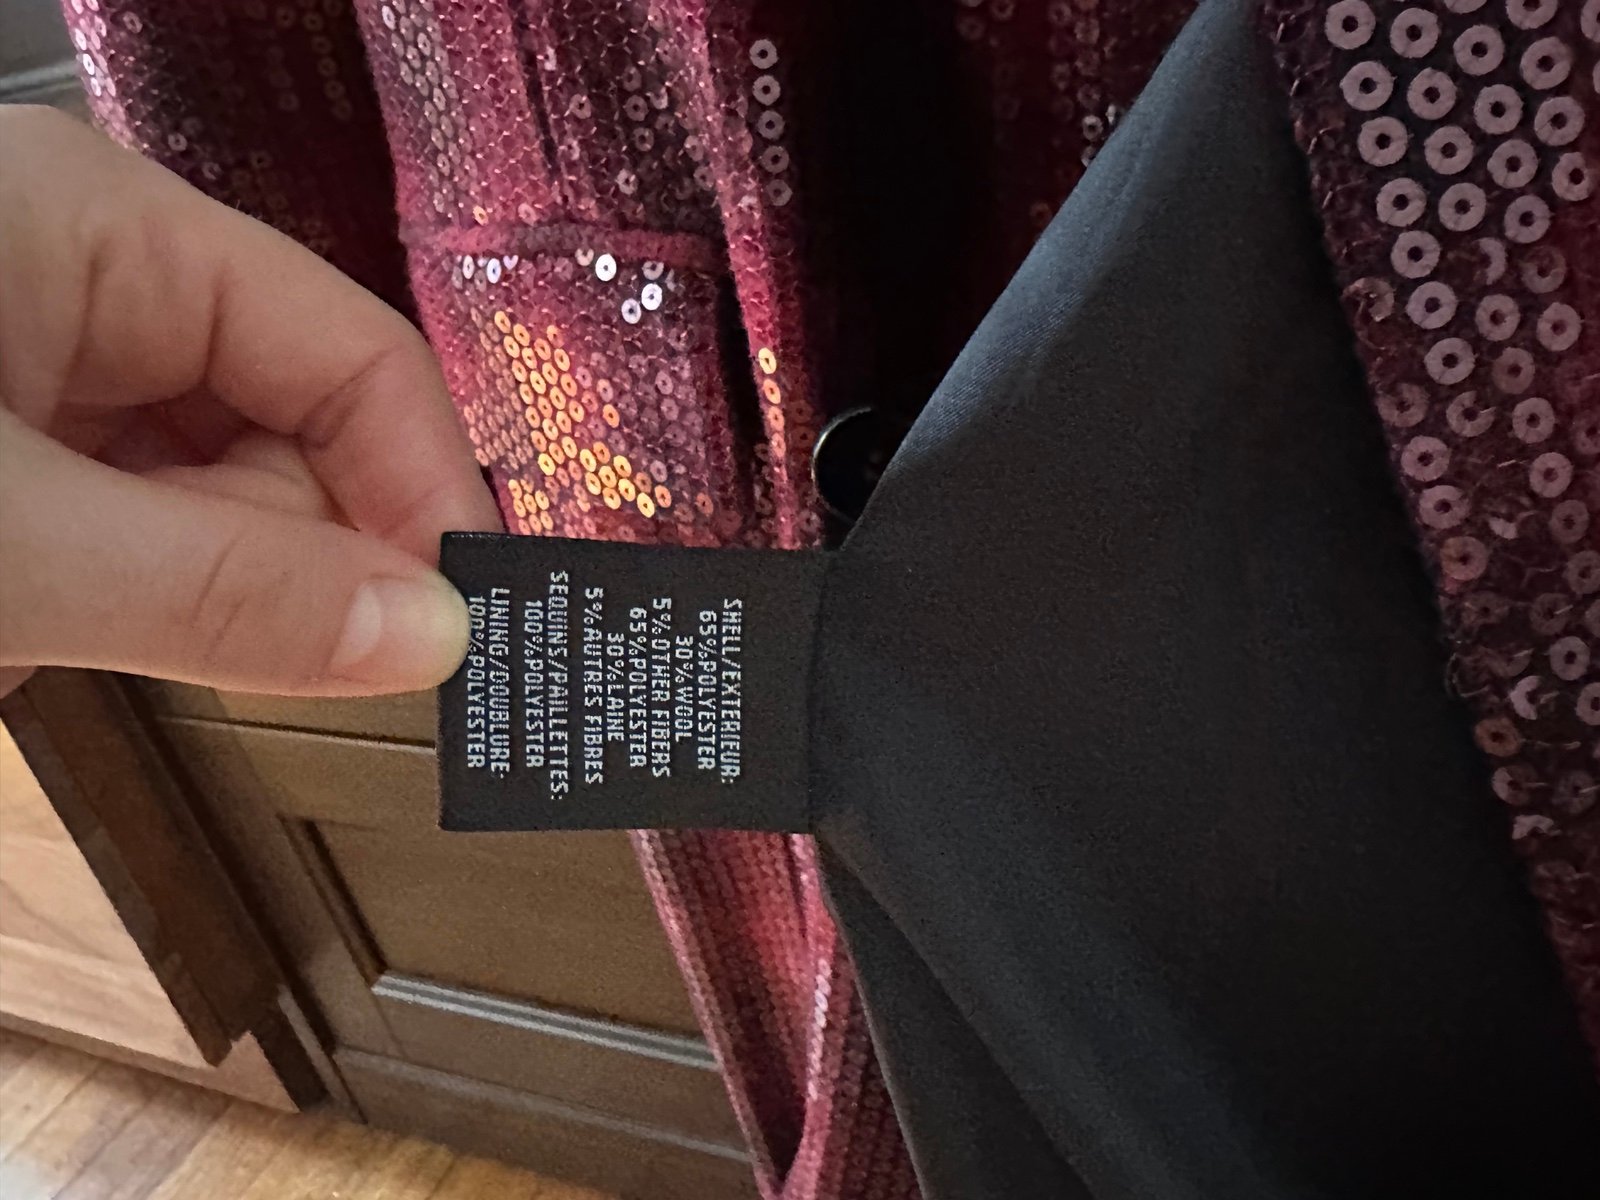 SHELL/EXTERIEUR:
65%POLYESTER
30%WOOL
5%OTHER FIBERS
65%POLYESTER
30%LAINE
5%AUTRES FIBRES
SEQUINS/PAILLETTES:
100%POLYESTER
LINING/DOUBLURE:
100%POLYESTER